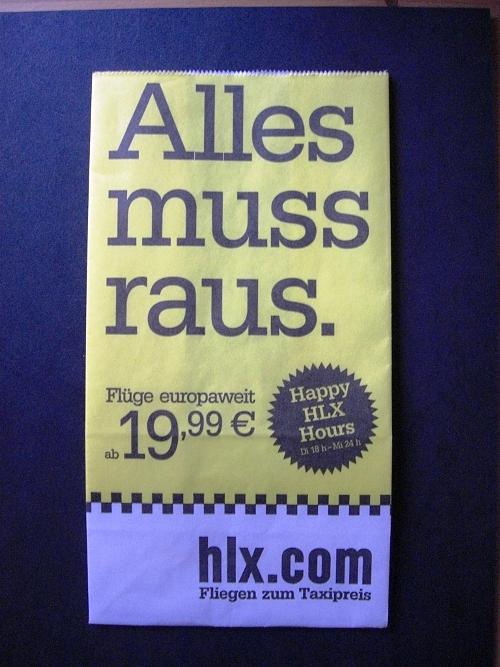 Alles
muss
raus.
Flüge europaweit
ab 19,99 €
Happy
HLX
Hours
Di 18 h – Mi 24 h
hlx.com
Fliegen zum Taxipreis